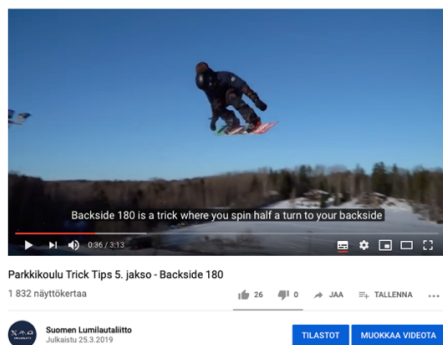 Backside 180 is a trick where you spin half a turn to your backside
0:36 / 3:13
Parkkikoulu Trick Tips 5. jakso - Backside 180
1 832 näyttökertaa
26
0
JAA
TALLENNA
Suomen Lumilautaliitto
Julkaistu 25.3.2019
TILASTOT
MUOKKAA VIDEOTA